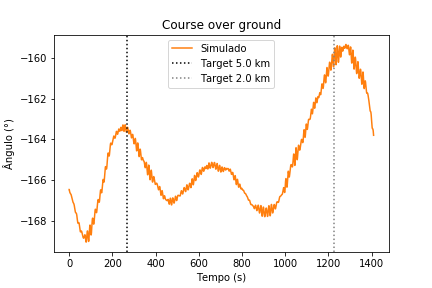 Course over ground
Simulado
Target 5.0 km
Target 2.0 km
−160
−162
−164
−166
−168
Ângulo (°)
0 200 400 600 800 1000 1200 1400
Tempo (s)